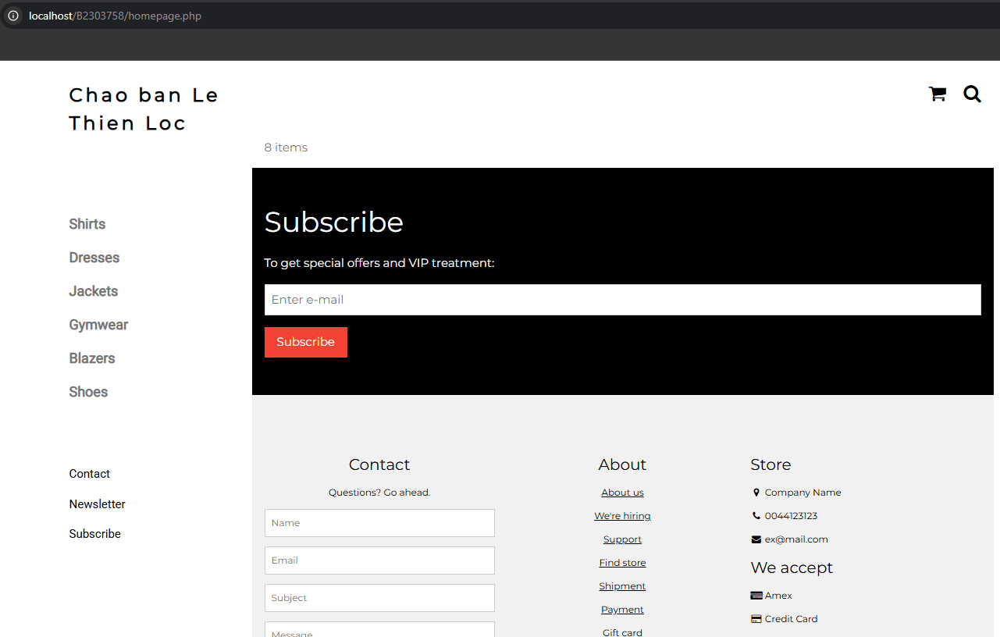 localhost/B2303758/homepage.php
Chao ban Le
Thien Loc
8 items
Shirts
Dresses
Jackets
Gymwear
Blazers
Shoes
Contact
Newsletter
Subscribe
Subscribe
To get special offers and VIP treatment:
Enter e-mail
Subscribe
Contact
Questions? Go ahead.
Name
Email
Subject
Message
About
About us
We're hiring
Support
Find store
Shipment
Payment
Gift card
Store
Company Name
0044123123
ex@mail.com
We accept
Amex
Credit Card